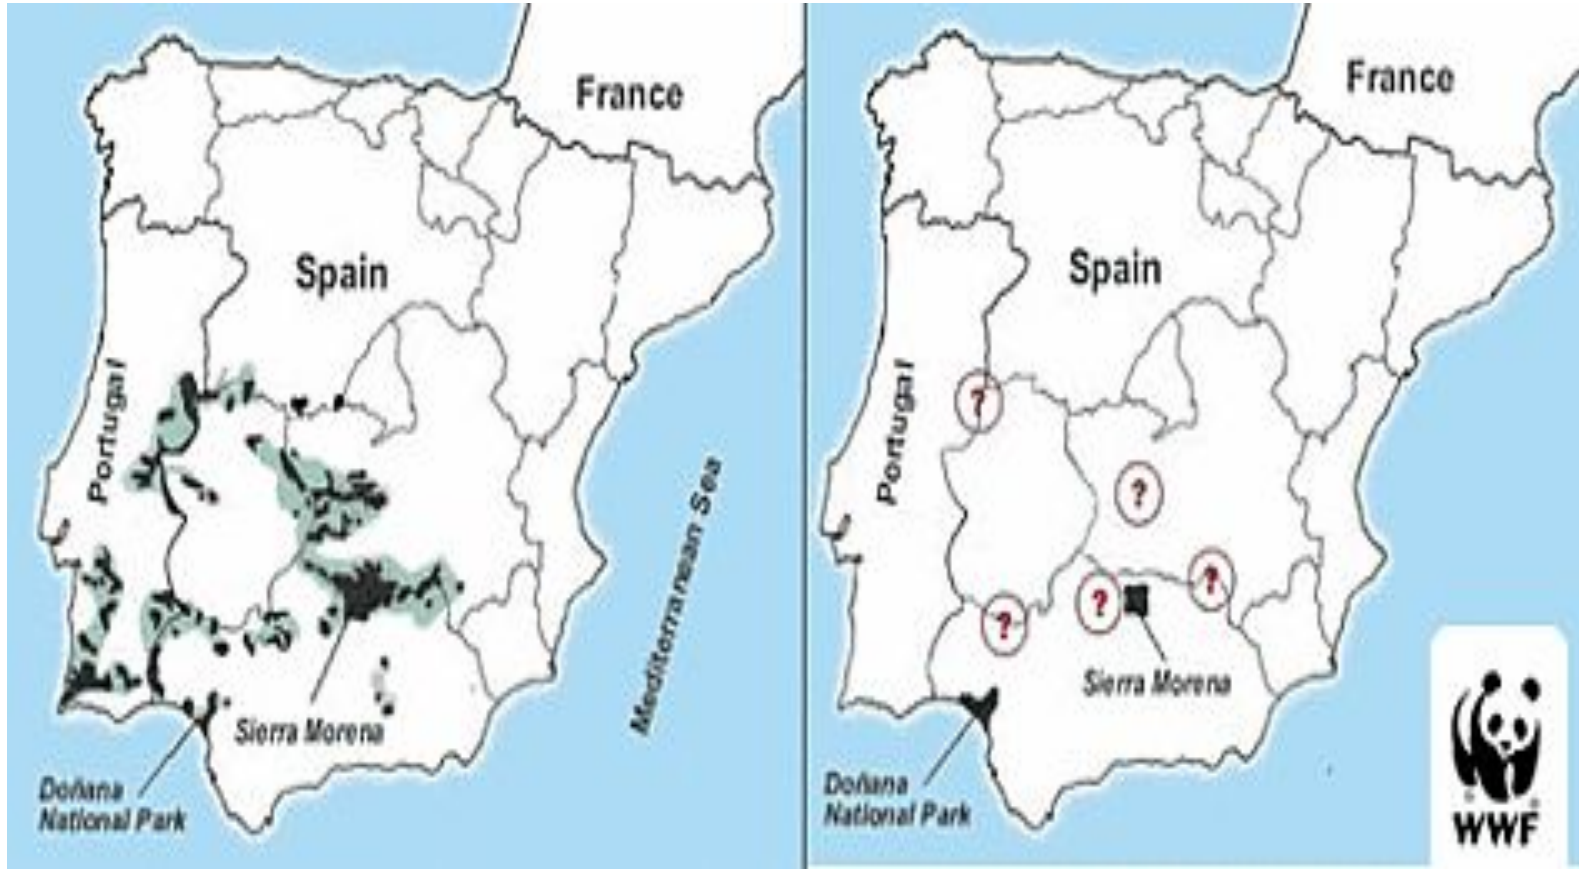 France
Spain
Portugal
Mediterranean Sea
Sierra Morena
Doñana
National Park
France
Spain
Portugal
?
?
?
?
?
Sierra Morena
Doñana
National Park
WWF